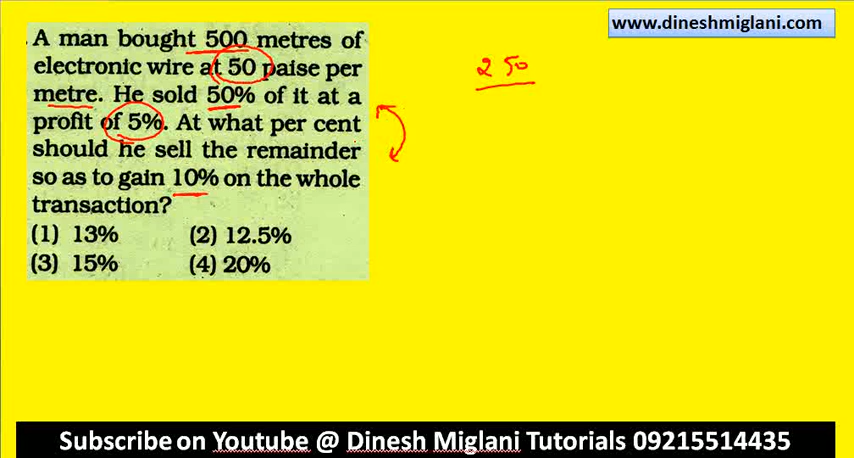 www.dineshmiglani.com
A man bought 500 metres of
electronic wire at 50 paise per
metre. He sold 50% of it at a
profit of 5%. At what per cent
should he sell the remainder
so as to gain 10% on the whole
transaction?
(1) 13% (2) 12.5%
(3) 15% (4) 20%
250
Subscribe on Youtube @ Dinesh Miglani Tutorials 09215514435